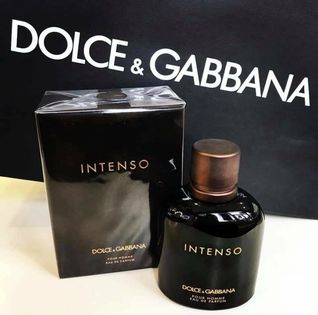 DOLCE & GABBANA
INTENSO
DOLCE & GABBANA
POUR HOMME
EAU DE PARFUM
INTENSO
DOLCE & GABBANA
POUR HOMME
EAU DE PARFUM